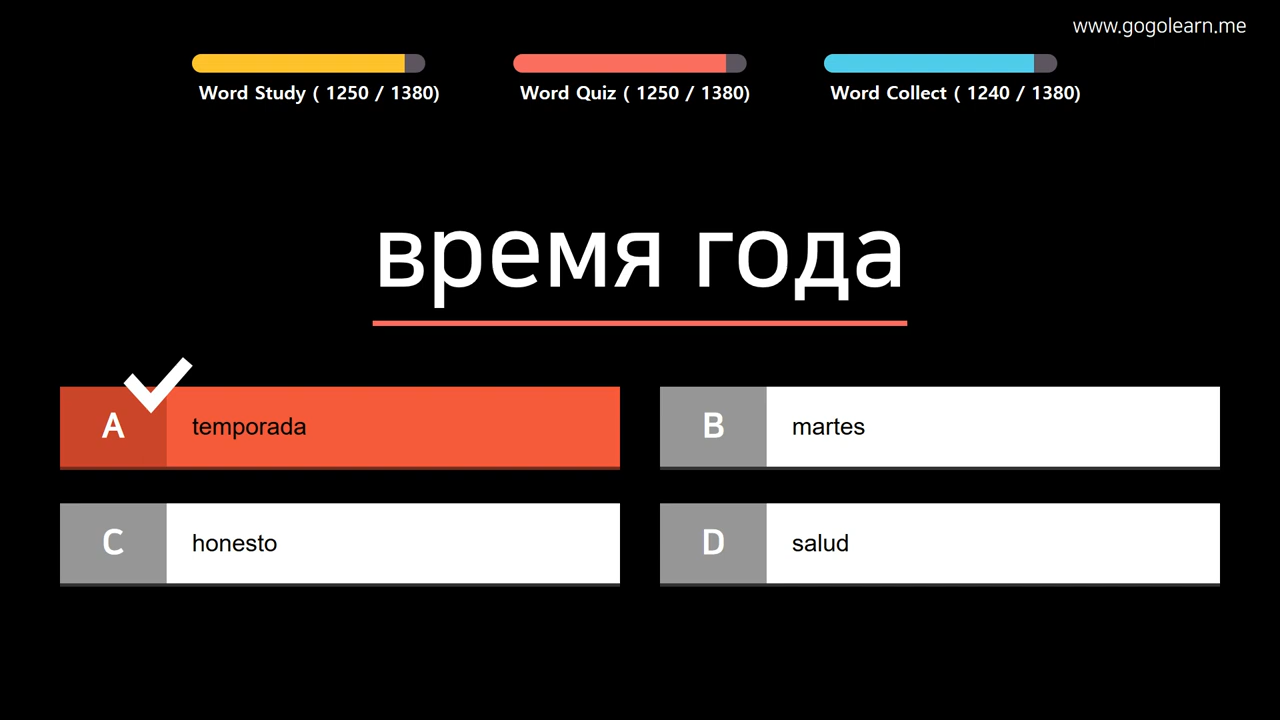 www.gogolearn.me
Word Study ( 1250 / 1380)
Word Quiz ( 1250 / 1380)
Word Collect ( 1240 / 1380)
время года
A temporada
B martes
C honesto
D salud